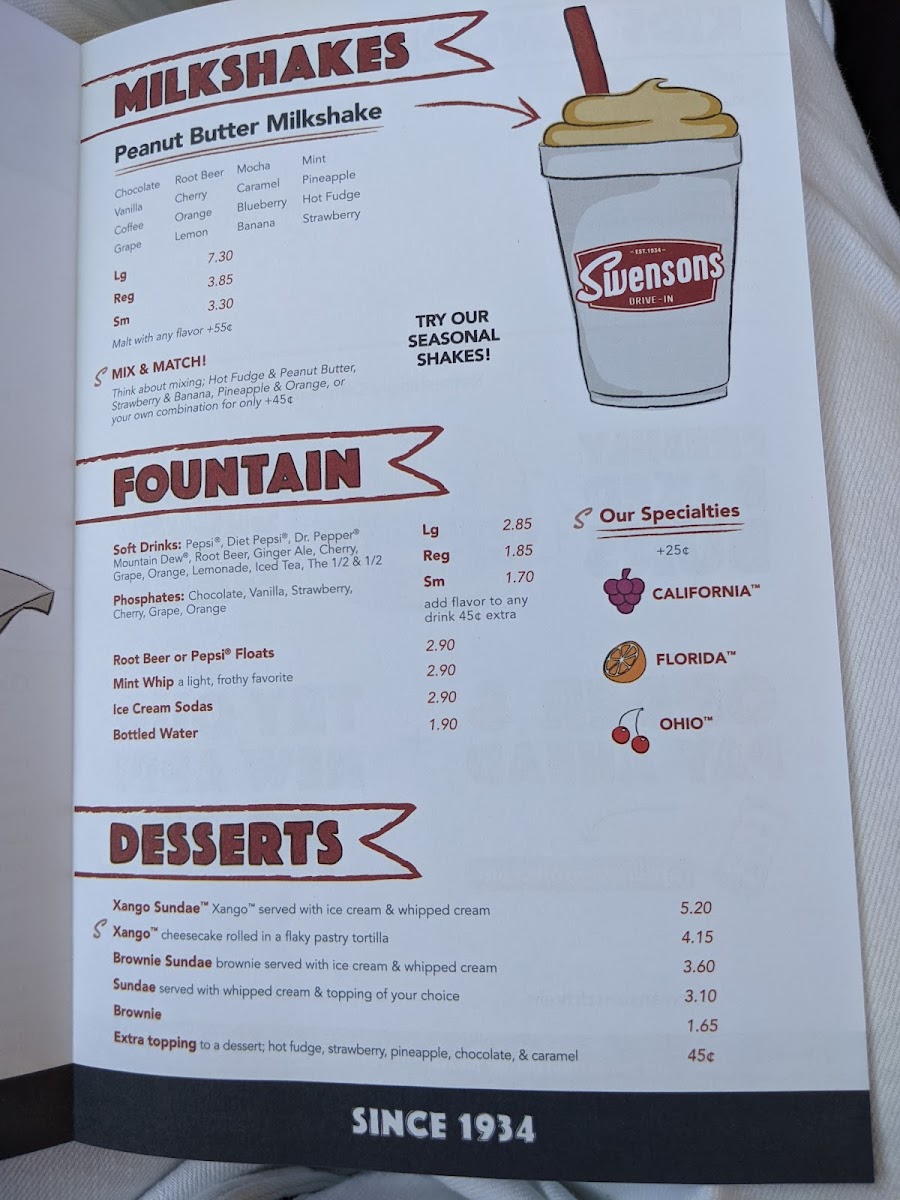 MILKSHAKES
Peanut Butter Milkshake
Chocolate Root Beer Mocha Mint
Vanilla Cherry Caramel Pineapple
Coffee Orange Blueberry Hot Fudge
Grape Lemon Banana Strawberry
Lg 7.30
Reg 3.85
Sm 3.30
Malt with any flavor +55¢
S MIX & MATCH!
Think about mixing; Hot Fudge & Peanut Butter,
Strawberry & Banana, Pineapple & Orange, or
your own combination for only +45¢
TRY OUR
SEASONAL
SHAKES!
- EST.1934 -
Swensons
DRIVE-IN
FOUNTAIN
Soft Drinks: Pepsi®, Diet Pepsi®, Dr. Pepper®
Mountain Dew®, Root Beer, Ginger Ale, Cherry,
Grape, Orange, Lemonade, Iced Tea, The 1/2 & 1/2
Phosphates: Chocolate, Vanilla, Strawberry,
Cherry, Grape, Orange
Lg 2.85
Reg 1.85
Sm 1.70
add flavor to any
drink 45¢ extra
Root Beer or Pepsi® Floats 2.90
Mint Whip a light, frothy favorite 2.90
Ice Cream Sodas 2.90
Bottled Water 1.90
S Our Specialties
+25¢
CALIFORNIA™
FLORIDA™
OHIO™
DESSERTS
Xango Sundae™ Xango™ served with ice cream & whipped cream 5.20
S Xango™ cheesecake rolled in a flaky pastry tortilla 4.15
Brownie Sundae brownie served with ice cream & whipped cream 3.60
Sundae served with whipped cream & topping of your choice 3.10
Brownie 1.65
Extra topping to a dessert; hot fudge, strawberry, pineapple, chocolate, & caramel 45¢
SINCE 1934